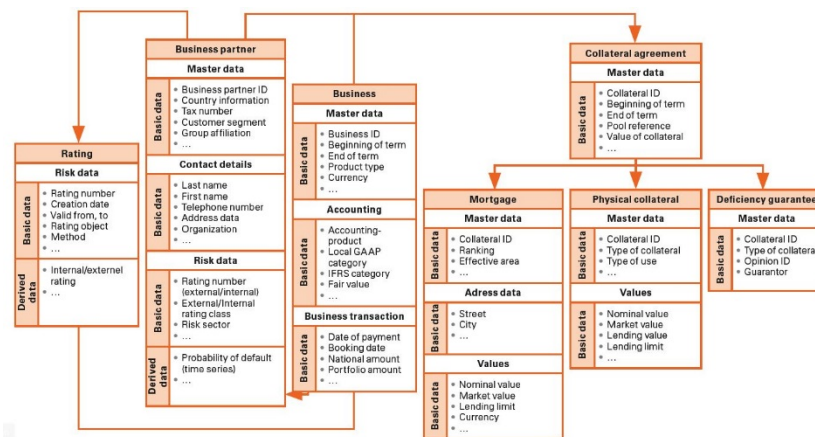 Business partner
Master data
Basic data
Business partner ID
Country information
Tax number
Customer segment
Group affiliation
...
Contact details
Basic data
Last name
First name
Telephone number
Address data
Organization
...
Risk data
Basic data
Rating number
(external/internal)
External/Internal
rating class
Risk sector
...
Derived
data
Probability of default
(time series)
...
Rating
Risk data
Basic data
Rating number
Creation date
Valid from, to
Rating object
Method
...
Derived
data
Internal/externel
rating
...
Business
Master data
Basic data
Business ID
Beginning of term
End of term
Product type
Currency
...
Accounting
Basic data
Accounting-
product
Local GAAP
category
IFRS category
Fair value
...
Business transaction
Basic data
Date of payment
Booking date
National amount
Portfolio amount
...
Collateral agreement
Master data
Basic data
Collateral ID
Beginning of term
End of term
Pool reference
Value of collateral
...
Mortgage
Master data
Basic data
Collateral ID
Ranking
Effective area
...
Adress data
Basic data
Street
City
...
Values
Basic data
Nominal value
Market value
Lending limit
Currency
...
Physical collateral
Master data
Basic data
Collateral ID
Type of collateral
Type of use
...
Values
Basic data
Nominal value
Market value
Lending value
Lending limit
...
Deficiency guarantee
Master data
Basic data
Collateral ID
Type of collateral
Opinion ID
Guarantor
...